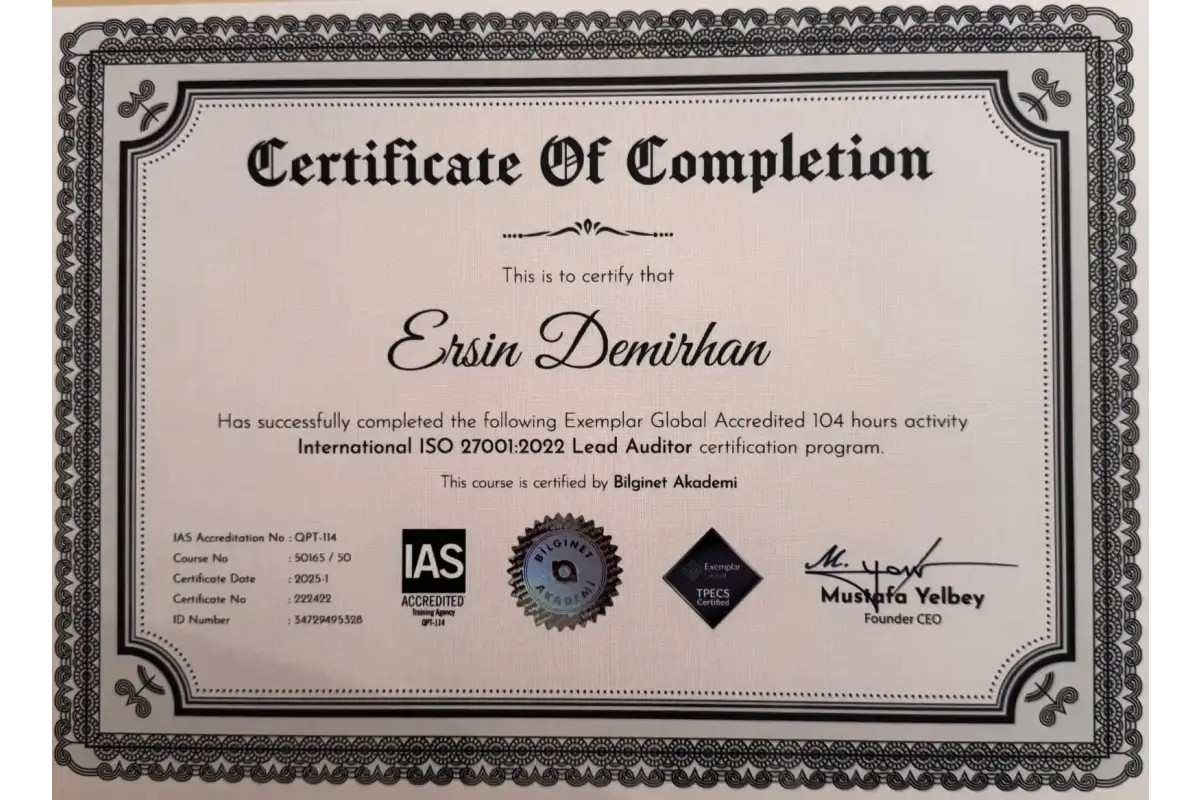 Certificate Of Completion
This is to certify that
Ersin Demirhan
Has successfully completed the following Exemplar Global Accredited 104 hours activity
International ISO 27001:2022 Lead Auditor certification program.
This course is certified by Bilginet Akademi
IAS Accreditation No : QPT-114
Course No : 50165 / 50
Certificate Date : 2025-1
Certificate No : 222422
ID Number : 34729495328
IAS
ACCREDITED
Training Agency
QPT-114
BİLGİNET
AKADEMİ
Exemplar
Global
TPECS
Certified
Mustafa Yelbey
Founder CEO